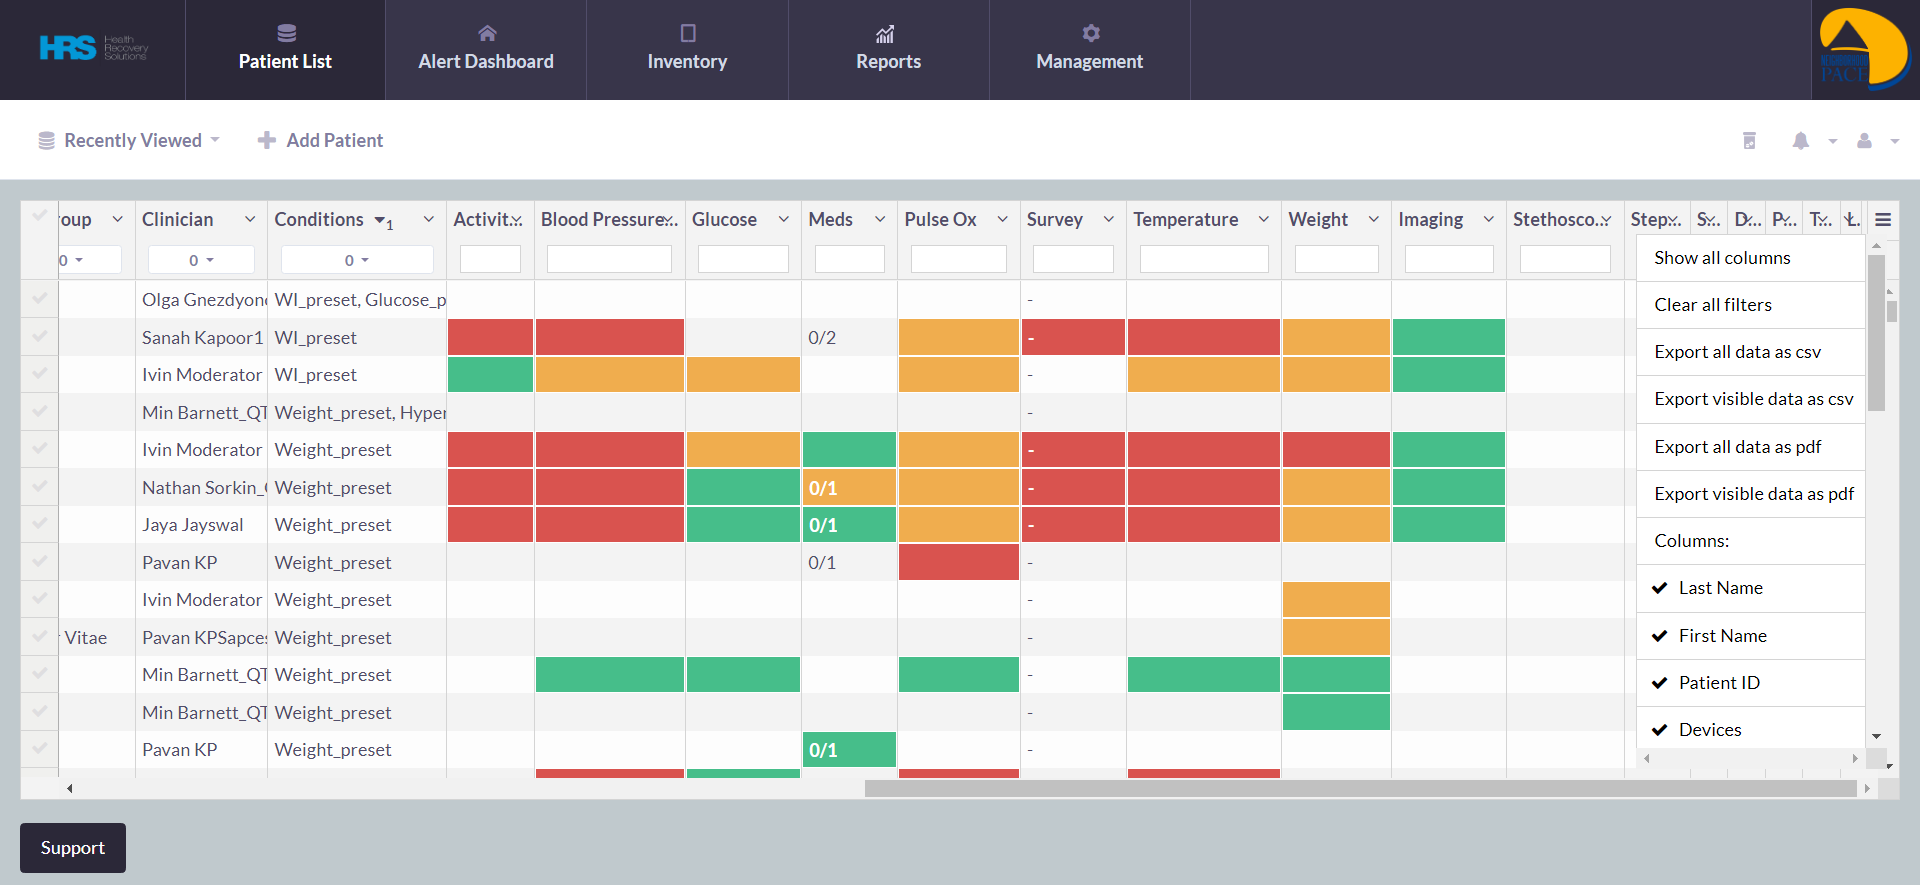 HRS Health Recovery Solutions
Patient List
Alert Dashboard
Inventory
Reports
Management
PACE
Recently Viewed
Add Patient
roup Clinician Conditions 1 Activit... Blood Pressure... Glucose Meds Pulse Ox Survey Temperature Weight Imaging Stethosco... Step... S... D... P... T... L.
0 0 0
Olga Gnezdyono WI_preset, Glucose_p -
Sanah Kapoor1 WI_preset 0/2 -
Ivin Moderator WI_preset -
Min Barnett_QT Weight_preset, Hyper -
Ivin Moderator Weight_preset -
Nathan Sorkin_ Weight_preset 0/1 -
Jaya Jayswal Weight_preset 0/1 -
Pavan KP Weight_preset 0/1 -
Ivin Moderator Weight_preset -
Vitae Pavan KPSapces Weight_preset -
Min Barnett_QT Weight_preset -
Min Barnett_QT Weight_preset -
Pavan KP Weight_preset 0/1 -
Show all columns
Clear all filters
Export all data as csv
Export visible data as csv
Export all data as pdf
Export visible data as pdf
Columns:
Last Name
First Name
Patient ID
Devices
Support